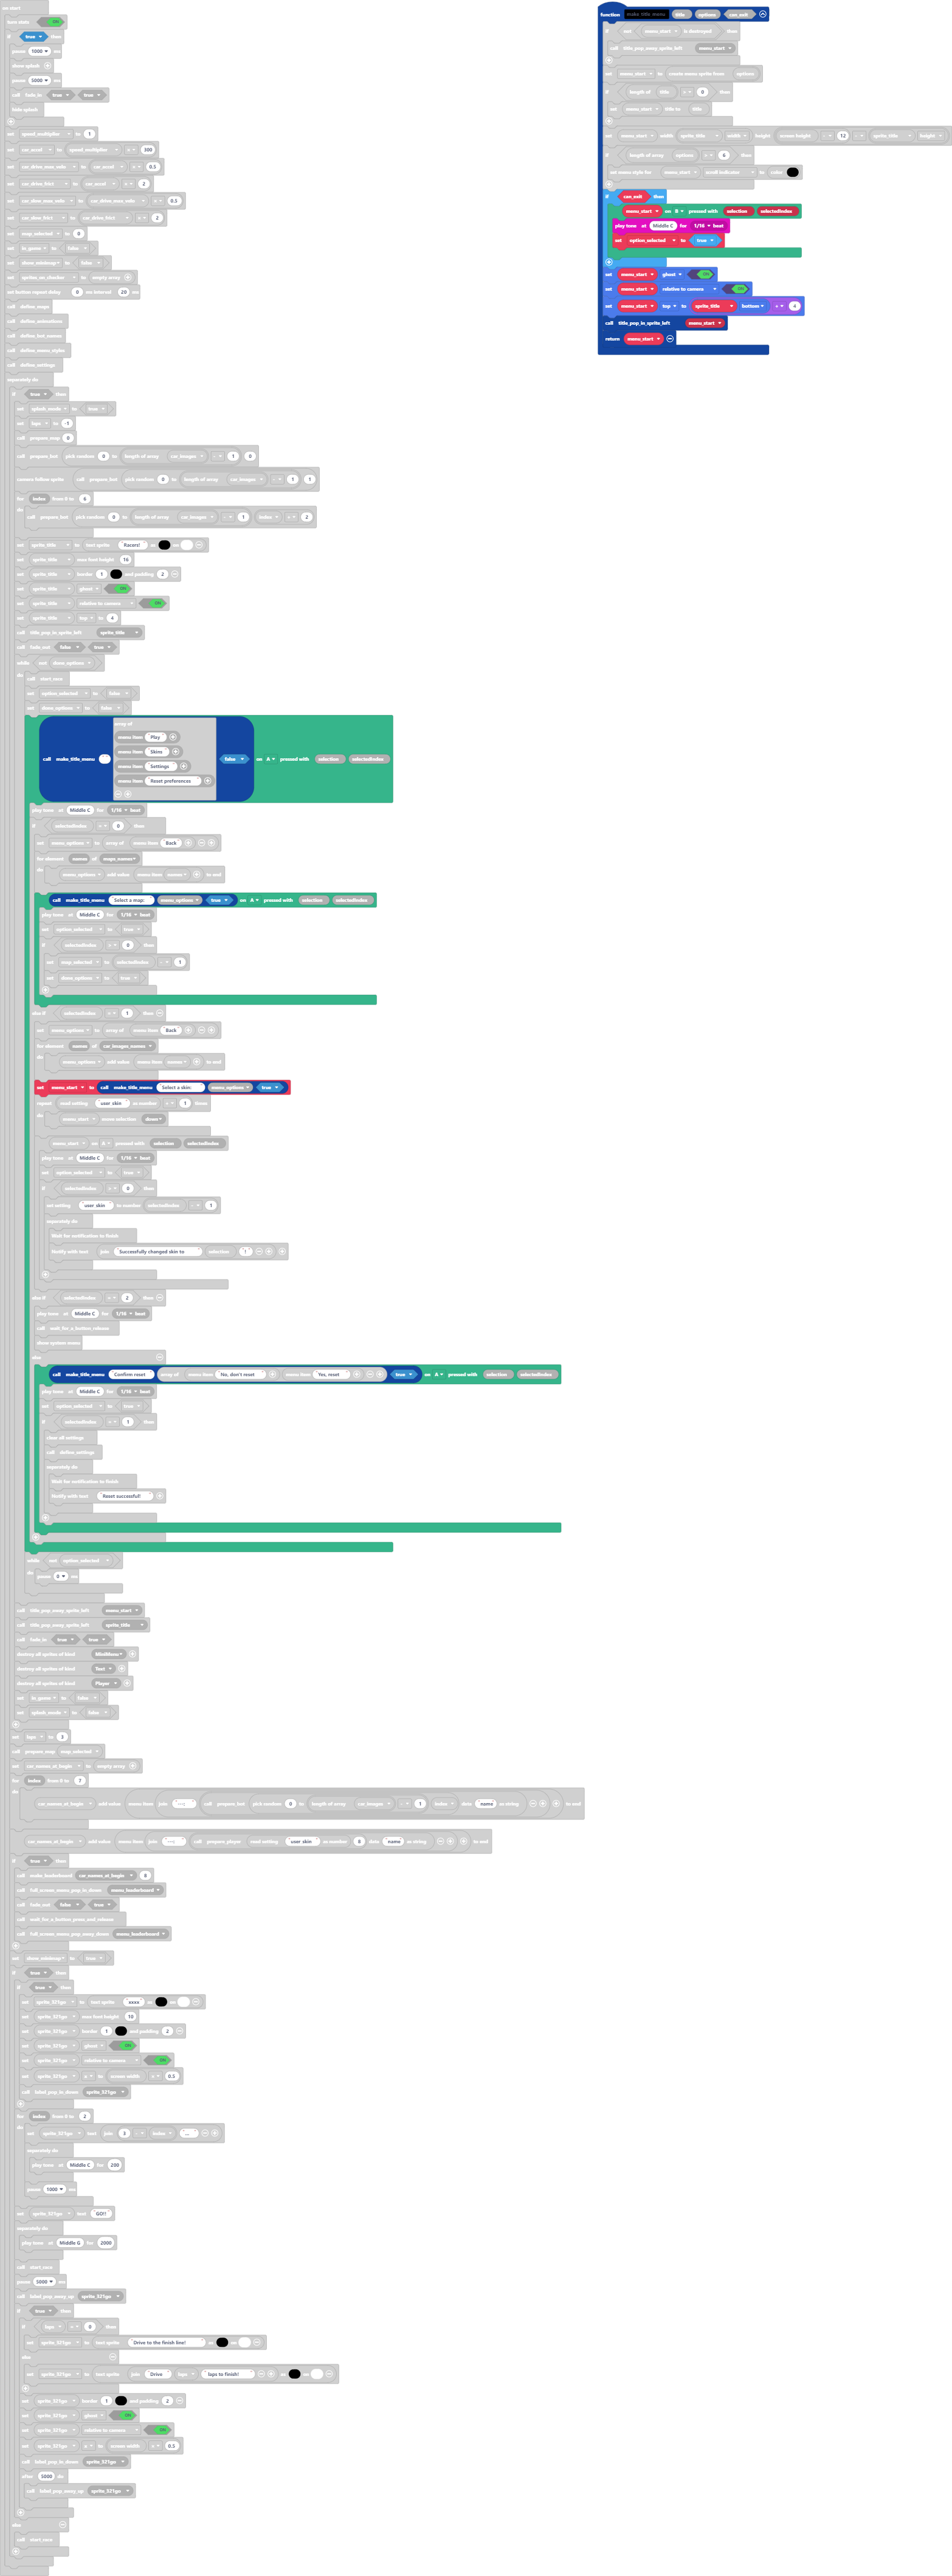 on start
turn stats ON
if true then
pause 1000 ms
show splash
pause 5000 ms
call fade_in true true
hide splash
set speed_multiplier to 1
set car_accel to speed_multiplier × 300
set car_drive_max_velo to car_accel × 0.5
set car_drive_frict to car_accel × 2
set car_slow_max_velo to car_drive_max_velo × 0.5
set car_slow_frict to car_drive_frict × 2
set map_selected to 0
set in_game to false
set show_minimap to false
set sprites_on_checker to empty array
set button repeat delay 0 ms interval 20 ms
call define_maps
call define_animations
call define_bot_names
call define_menu_styles
call define_settings
separately do
if true then
set splash_mode to true
set laps to -1
call prepare_map 0
call prepare_bot pick random 0 to length of array car_images - 1 0
camera follow sprite call prepare_bot pick random 0 to length of array car_images - 1 1
for index from 0 to 4
do call prepare_bot pick random 0 to length of array car_images - 1 index + 2
set sprite_title to text sprite Racers!
set sprite_title max font height 16
set sprite_title border 1 and padding 2
set sprite_title ghost ON
set sprite_title relative to camera ON
set sprite_title top to 4
call title_pop_in_sprite_left sprite_title
call fade_out false true
while not done_options
do call start_race
set option_selected to false
set done_options to false
call make_title_menu array of
menu item Play
menu item Skins
menu item Settings
menu item Reset preferences
false on A pressed with selection selectedIndex
play tone at Middle C for 1/16 beat
if selectedIndex = 0 then
set menu_options to array of menu item Back
for element names of maps_names
do menu_options add value menu item names to end
call make_title_menu Select a map: menu_options true on A pressed with selection selectedIndex
play tone at Middle C for 1/16 beat
set option_selected to true
if selectedIndex > 0 then
set map_selected to selectedIndex - 1
set done_options to true
else if selectedIndex = 1 then
set menu_options to array of menu item Back
for element names of car_images_names
do menu_options add value menu item names to end
set menu_start to call make_title_menu Select a skin: menu_options true
repeat read setting user_skin as number + 1 times
do menu_start move selection down
menu_start on A pressed with selection selectedIndex
play tone at Middle C for 1/16 beat
set option_selected to true
if selectedIndex > 0 then
set setting user_skin to number selectedIndex - 1
separately do
Wait for notification to finish
Notify with text join Successfully changed skin to selection !
else if selectedIndex = 2 then
play tone at Middle C for 1/16 beat
call wait_for_a_button_release
show system menu
else
call make_title_menu Confirm reset array of menu item No, don't reset menu item Yes, reset true on A pressed with selection selectedIndex
play tone at Middle C for 1/16 beat
set option_selected to true
if selectedIndex = 1 then
clear all settings
call define_settings
separately do
Wait for notification to finish
Notify with text Reset successful!
while not option_selected
do pause 0 ms
call title_pop_away_sprite_left menu_start
call title_pop_away_sprite_left sprite_title
call fade_in true true
destroy all sprites of kind MiniMenu
destroy all sprites of kind Text
destroy all sprites of kind Player
set in_game to false
set splash_mode to false
set laps to 3
call prepare_map map_selected
set car_names_at_begin to empty array
for index from 0 to 7
do car_names_at_begin add value menu item join call prepare_bot pick random 0 to length of array car_images - 1 index data name as string to end
car_names_at_begin add value menu item join call prepare_player read setting user_skin as number 8 data name as string to end
if true then
call make_leaderboard car_names_at_begin 0
call full_screen_menu_pop_in_down menu_leaderboard
call fade_out false true
call wait_for_a_button_press_and_release
call full_screen_menu_pop_away_down menu_leaderboard
set show_minimap to true
if true then
if true then
set sprite_321go to text sprite xxxx
set sprite_321go max font height 10
set sprite_321go border 1 and padding 2
set sprite_321go ghost ON
set sprite_321go relative to camera ON
set sprite_321go x to screen width × 0.5
call label_pop_in_down sprite_321go
for index from 0 to 2
do set sprite_321go text join 3 - index ...
separately do
play tone at Middle C for 200
pause 1000 ms
set sprite_321go text GO!!
separately do
play tone at Middle G for 2000
call start_race
pause 5000 ms
call label_pop_away_up sprite_321go
if true then
if laps = 0 then
set sprite_321go to text sprite Drive to the finish line!
else
set sprite_321go to text sprite join Drive laps laps to finish!
set sprite_321go border 1 and padding 2
set sprite_321go ghost ON
set sprite_321go relative to camera ON
set sprite_321go x to screen width × 0.5
call label_pop_in_down sprite_321go
after 5000 do
call label_pop_away_up sprite_321go
else
call start_race
function make_title_menu title options can_exit
if not menu_start is destroyed then
call title_pop_away_sprite_left menu_start
set menu_start to create menu sprite from options
if length of title > 0 then
set menu_start title to title
set menu_start width sprite_title width height screen height - 12 - sprite_title height
if length of array options > 6 then
set menu style for menu_start scroll indicator to color
if can_exit then
menu_start on B pressed with selection selectedIndex
play tone at Middle C for 1/16 beat
set option_selected to true
set menu_start ghost ON
set menu_start relative to camera ON
set menu_start top to sprite_title bottom + 4
call title_pop_in_sprite_left menu_start
return menu_start